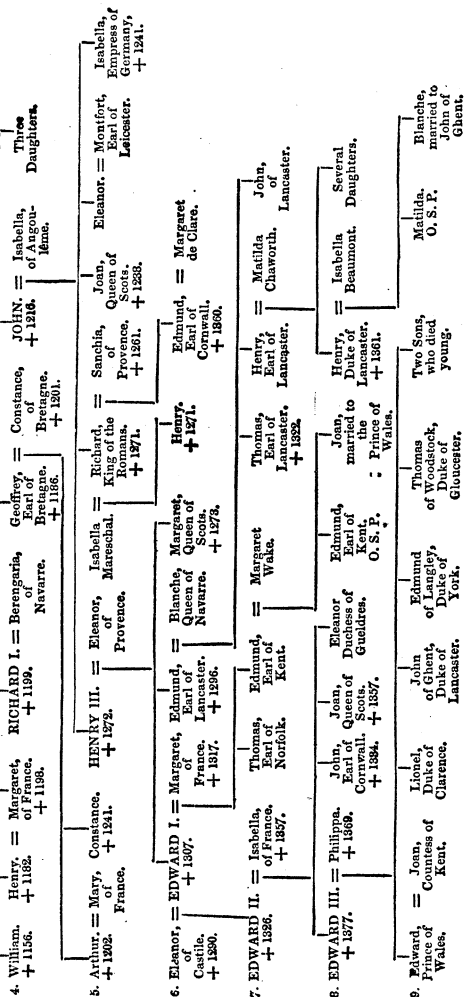 4. William.
+ 1156.
Henry.
+ 1182.
=
Margaret,
of France.
+ 1198.
RICHARD I.
+ 1199.
=
Berengaria,
of
Navarre.
Geoffrey,
Earl of
Bretagne.
+ 1186.
=
Constance,
of
Bretagne.
+ 1201.
JOHN.
+ 1216.
=
Isabella,
of Angou-
lême.
Three
Daughters.
5. Arthur.
+ 1202.
=
Mary,
of
France.
Constance.
+ 1241.
HENRY III.
+ 1272.
=
Eleanor,
of
Provence.
Isabella
Mareschal.
=
Richard,
King of the
Romans.
+ 1271.
=
Sanchia,
of
Provence.
+ 1261.
Joan,
Queen of
Scots.
+ 1238.
Eleanor.
=
Montfort,
Earl of
Leicester.
Isabella,
Empress of
Germany,
+ 1241.
6. Eleanor,
of
Castile.
+ 1290.
=
EDWARD I.
+ 1307.
=
Margaret,
of
France.
+ 1317.
Edmund,
Earl of
Lancaster.
+ 1296.
=
Blanche,
Queen of
Navarre.
Margaret,
Queen of
Scots.
+ 1273.
Henry.
+ 1271.
Edmund,
Earl of
Cornwall.
+ 1360.
=
Margaret
de Clare.
7. EDWARD II.
+ 1326.
=
Isabella,
of France.
+ 1357.
Thomas,
Earl of
Norfolk.
Edmund,
Earl of
Kent.
=
Margaret
Wake.
Thomas,
Earl of
Lancaster.
+ 1322.
Henry,
Earl of
Lancaster.
=
Matilda
Chaworth.
John,
of
Lancaster.
8. EDWARD III.
+ 1377.
=
Philippa.
+ 1369.
John,
Earl of
Cornwall.
+ 1334.
Joan,
Queen of
Scots.
+ 1357.
Eleanor
Duchess of
Gueldres.
Edmund,
Earl of
Kent.
O. S. P.
Joan,
married to
the
Prince of
Wales.
Henry,
Duke of
Lancaster.
+ 1361.
=
Isabella
Beaumont.
Several
Daughters.
9. Edward,
Prince of
Wales.
=
Joan,
Countess of
Kent.
Lionel,
Duke of
Clarence.
John
of Ghent,
Duke of
Lancaster.
Edmund
of Langley,
Duke of
York.
Thomas
of Woodstock,
Duke of
Gloucester.
Two Sons,
who died
young.
Matilda.
O. S. P.
Blanche,
married to
John of
Ghent.